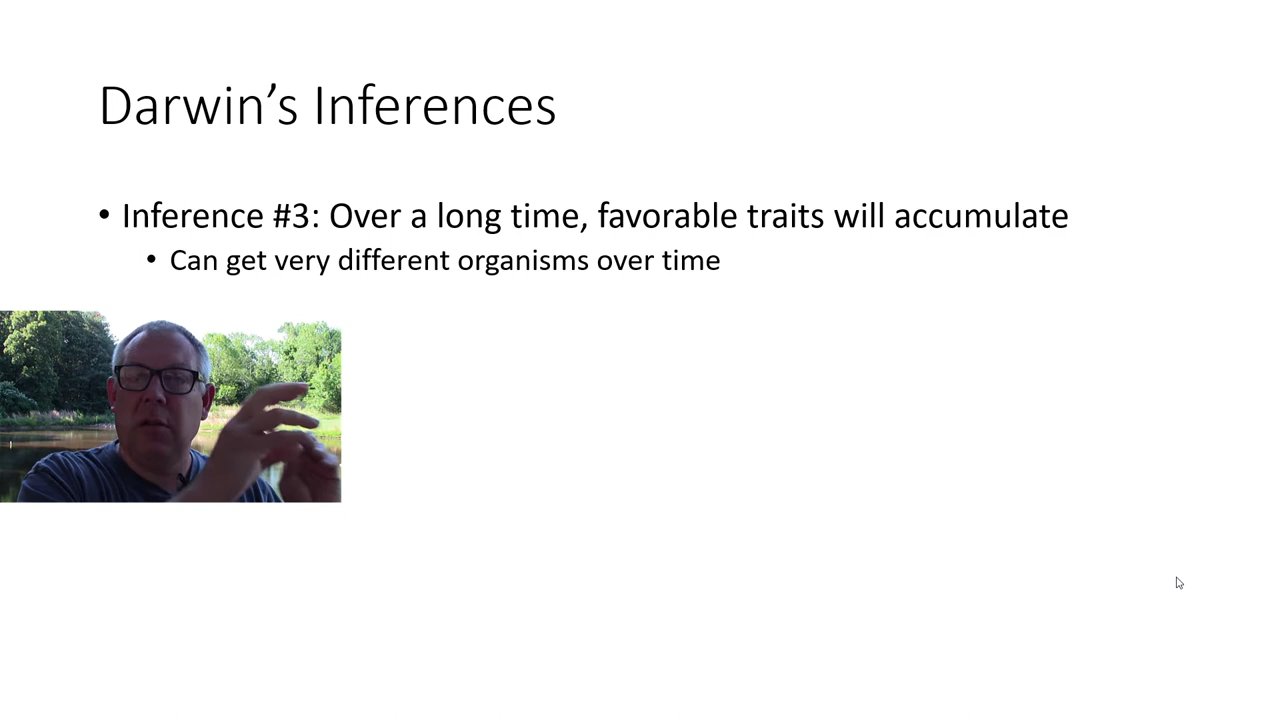 Darwin’s Inferences
• Inference #3: Over a long time, favorable traits will accumulate
• Can get very different organisms over time